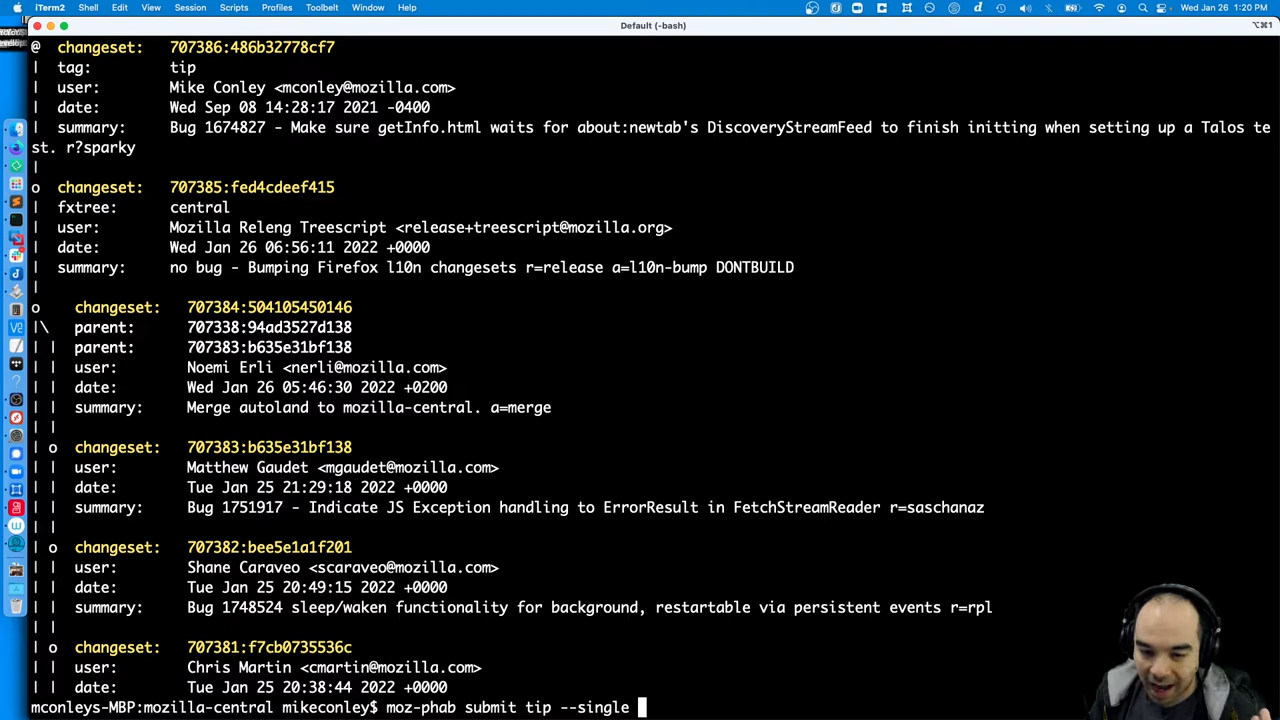 iTerm2 Shell Edit View Session Scripts Profiles Toolbelt Window Help Wed Jan 26 1:20 PM
Default (-bash) ⌥⌘1
@ changeset: 707386:486b32778cf7
| tag: tip
| user: Mike Conley <mconley@mozilla.com>
| date: Wed Sep 08 14:28:17 2021 -0400
| summary: Bug 1674827 - Make sure getInfo.html waits for about:newtab's DiscoveryStreamFeed to finish initting when setting up a Talos te
st. r?sparky
|
o changeset: 707385:fed4cdeef415
| fxtree: central
| user: Mozilla Releng Treescript <release+treescript@mozilla.org>
| date: Wed Jan 26 06:56:11 2022 +0000
| summary: no bug - Bumping Firefox l10n changesets r=release a=l10n-bump DONTBUILD
|
o changeset: 707384:504105450146
|\ parent: 707338:94ad3527d138
| | parent: 707383:b635e31bf138
| | user: Noemi Erli <nerli@mozilla.com>
| | date: Wed Jan 26 05:46:30 2022 +0200
| | summary: Merge autoland to mozilla-central. a=merge
| |
| o changeset: 707383:b635e31bf138
| | user: Matthew Gaudet <mgaudet@mozilla.com>
| | date: Tue Jan 25 21:29:18 2022 +0000
| | summary: Bug 1751917 - Indicate JS Exception handling to ErrorResult in FetchStreamReader r=saschanaz
| |
| o changeset: 707382:bee5e1a1f201
| | user: Shane Caraveo <scaraveo@mozilla.com>
| | date: Tue Jan 25 20:49:15 2022 +0000
| | summary: Bug 1748524 sleep/waken functionality for background, restartable via persistent events r=rpl
| |
| o changeset: 707381:f7cb0735536c
| | user: Chris Martin <cmartin@mozilla.com>
| | date: Tue Jan 25 20:38:44 2022 +0000
mconleys-MBP:mozilla-central mikeconley$ moz-phab submit tip --single